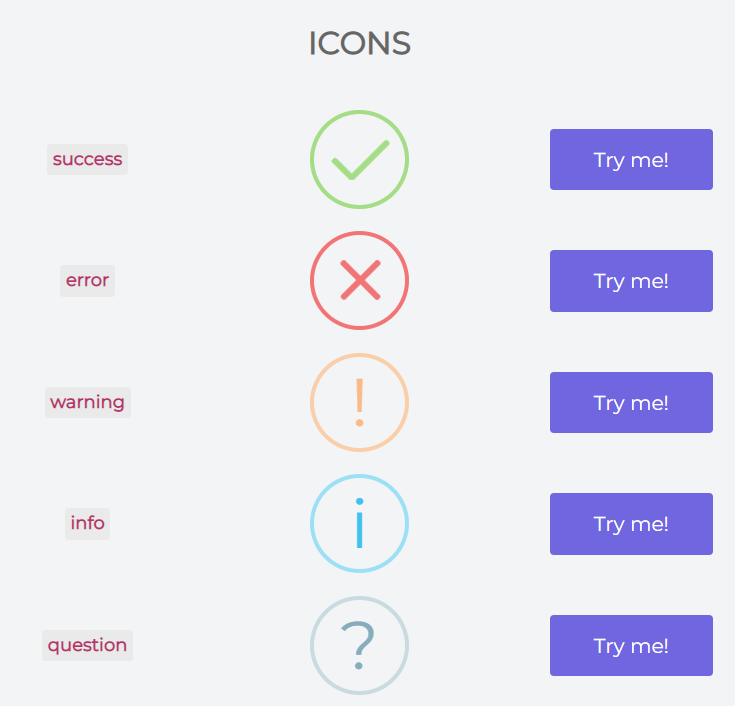 ICONS
success
Try me!
error
Try me!
warning
!
Try me!
info
i
Try me!
question
?
Try me!